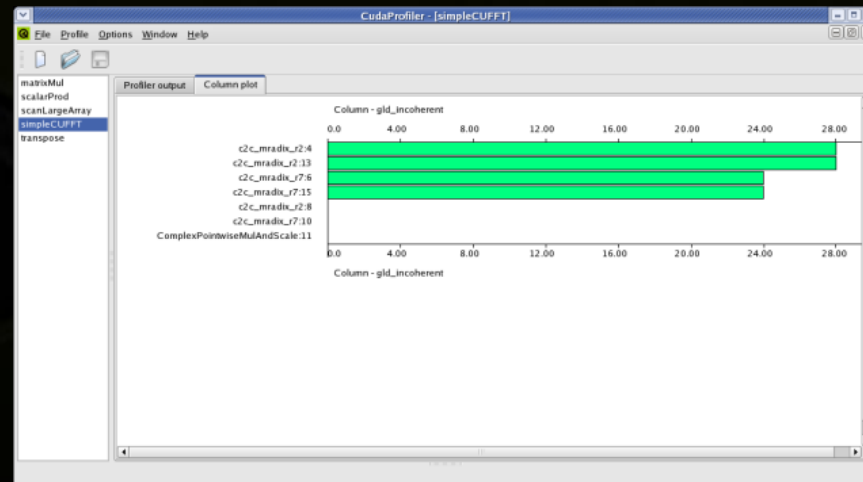 CudaProfiler - [simpleCUFFT]
File Profile Options Window Help
matrixMul
scalarProd
scanLargeArray
simpleCUFFT
transpose
Profiler output Column plot
Column - gld_incoherent
0.0 4.00 8.00 12.00 16.00 20.00 24.00 28.00
c2c_mradix_r2:4
c2c_mradix_r2:13
c2c_mradix_r7:6
c2c_mradix_r7:15
c2c_mradix_r2:8
c2c_mradix_r7:10
ComplexPointwiseMulAndScale:11
0.0 4.00 8.00 12.00 16.00 20.00 24.00 28.00
Column - gld_incoherent